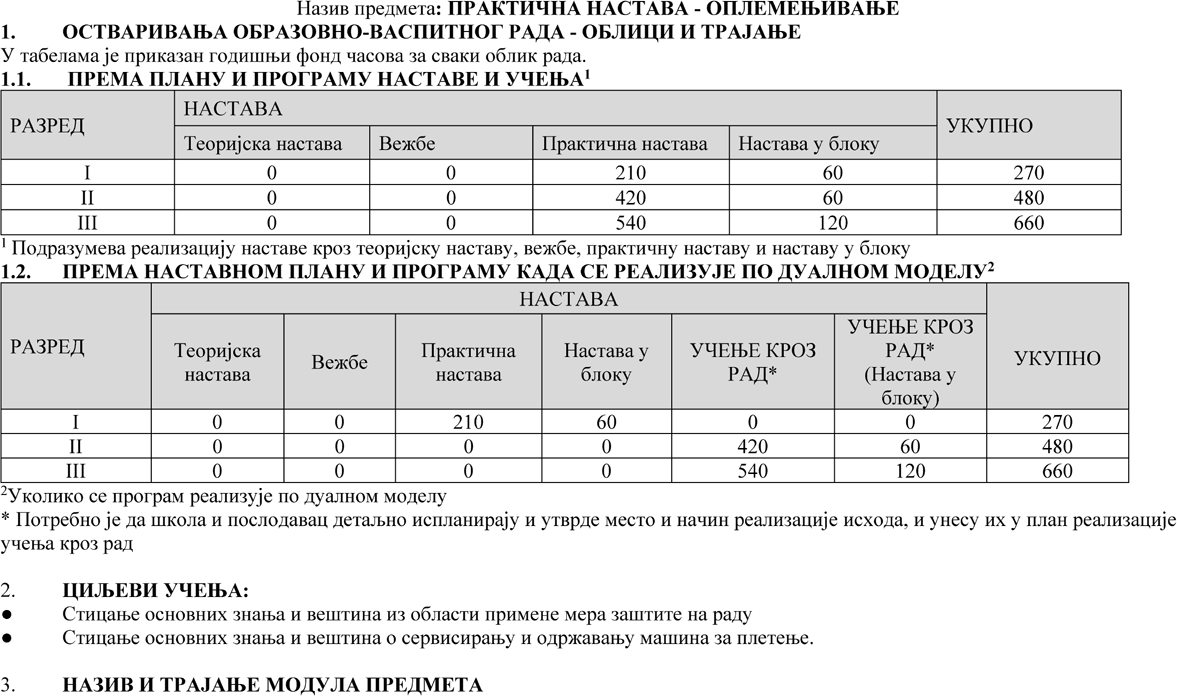 Назив предмета: ПРАКТИЧНА НАСТАВА - ОПЛЕМЕЊИВАЊЕ
1. ОСТВАРИВАЊА ОБРАЗОВНО-ВАСПИТНОГ РАДА - ОБЛИЦИ И ТРАЈАЊЕ
У табелама је приказан годишњи фонд часова за сваки облик рада.
1.1. ПРЕМА ПЛАНУ И ПРОГРАМУ НАСТАВЕ И УЧЕЊА¹
РАЗРЕД НАСТАВА УКУПНО
Теоријска настава Вежбе Практична настава Настава у блоку
I 0 0 210 60 270
II 0 0 420 60 480
III 0 0 540 120 660
¹ Подразумева реализацију наставе кроз теоријску наставу, вежбе, практичну наставу и наставу у блоку
1.2. ПРЕМА НАСТАВНОМ ПЛАНУ И ПРОГРАМУ КАДА СЕ РЕАЛИЗУЈЕ ПО ДУАЛНОМ МОДЕЛУ²
РАЗРЕД НАСТАВА УКУПНО
Теоријска настава Вежбе Практична настава Настава у блоку УЧЕЊЕ КРОЗ РАД* УЧЕЊЕ КРОЗ РАД* (Настава у блоку)
I 0 0 210 60 0 0 270
II 0 0 0 0 420 60 480
III 0 0 0 0 540 120 660
²Уколико се програм реализује по дуалном моделу
* Потребно је да школа и послодавац детаљно испланирају и утврде место и начин реализације исхода, и унесу их у план реализације
учења кроз рад
2. ЦИЉЕВИ УЧЕЊА:
● Стицање основних знања и вештина из области примене мера заштите на раду
● Стицање основних знања и вештина о сервисирању и одржавању машина за плетење.
3. НАЗИВ И ТРАЈАЊЕ МОДУЛА ПРЕДМЕТА